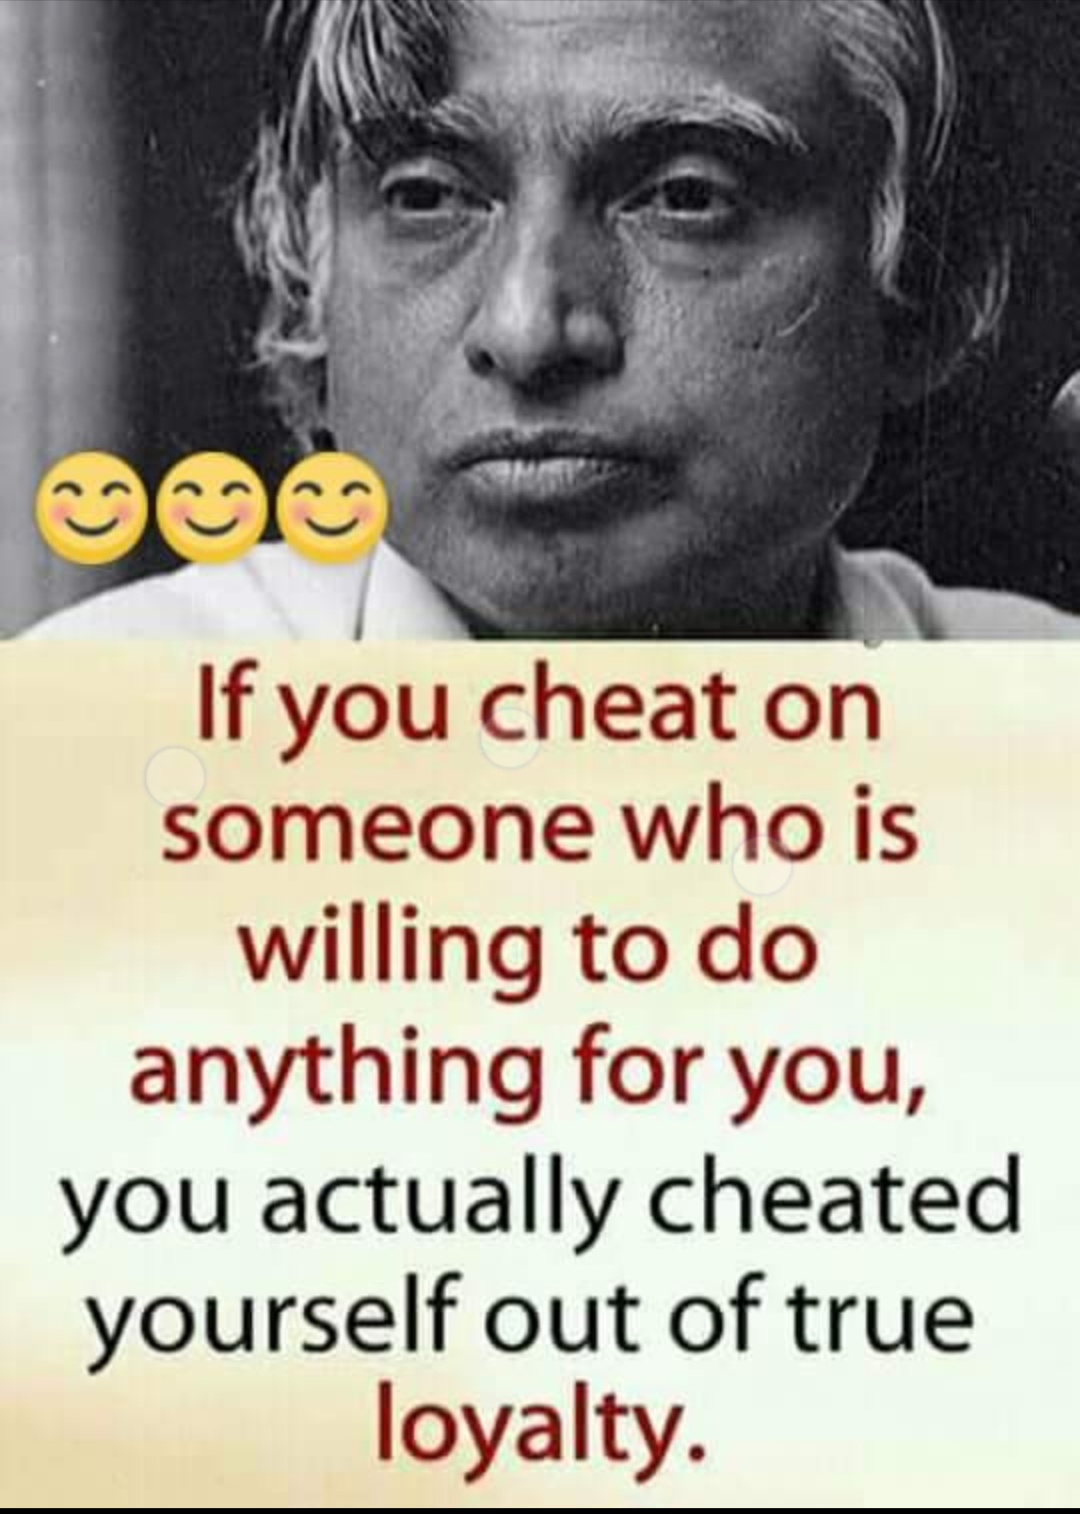 If you cheat on
someone who is
willing to do
anything for you,
you actually cheated
yourself out of true
loyalty.